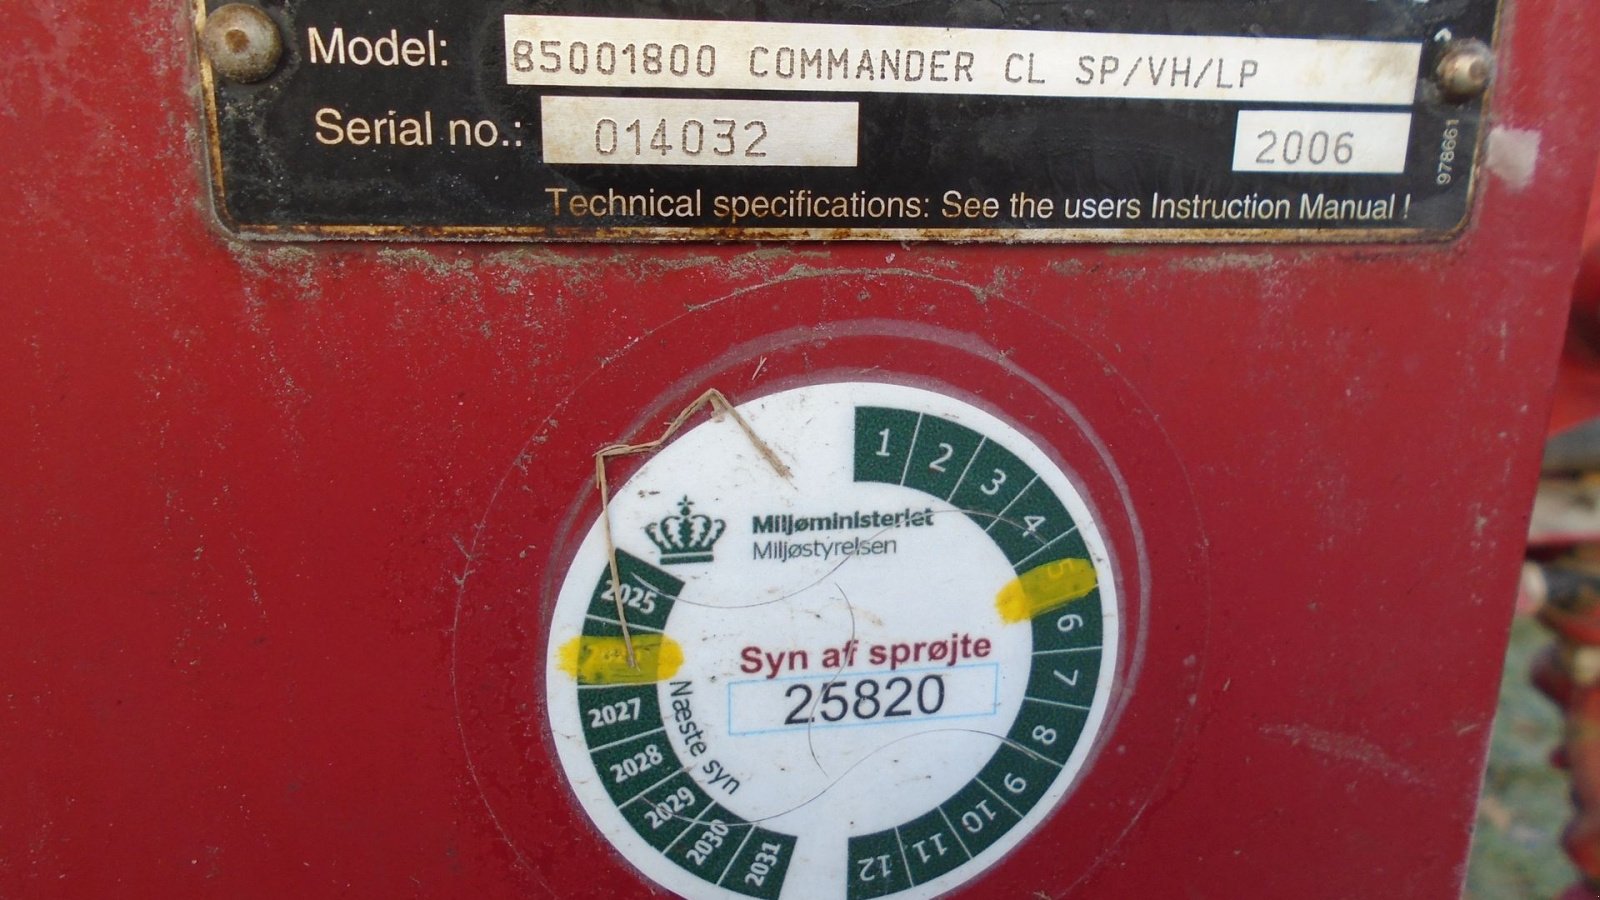 Model: 85001800 COMMANDER CL SP/VH/LP
Serial no.: 014032 2006
978661
Technical specifications: See the users Instruction Manual !
1 2 3 4 5 6 7 8 9 10 11 12
Miljøministeriet
Miljøstyrelsen
Syn af sprøjte
25820
Næste syn
2025
2027
2028
2029
2030
2031